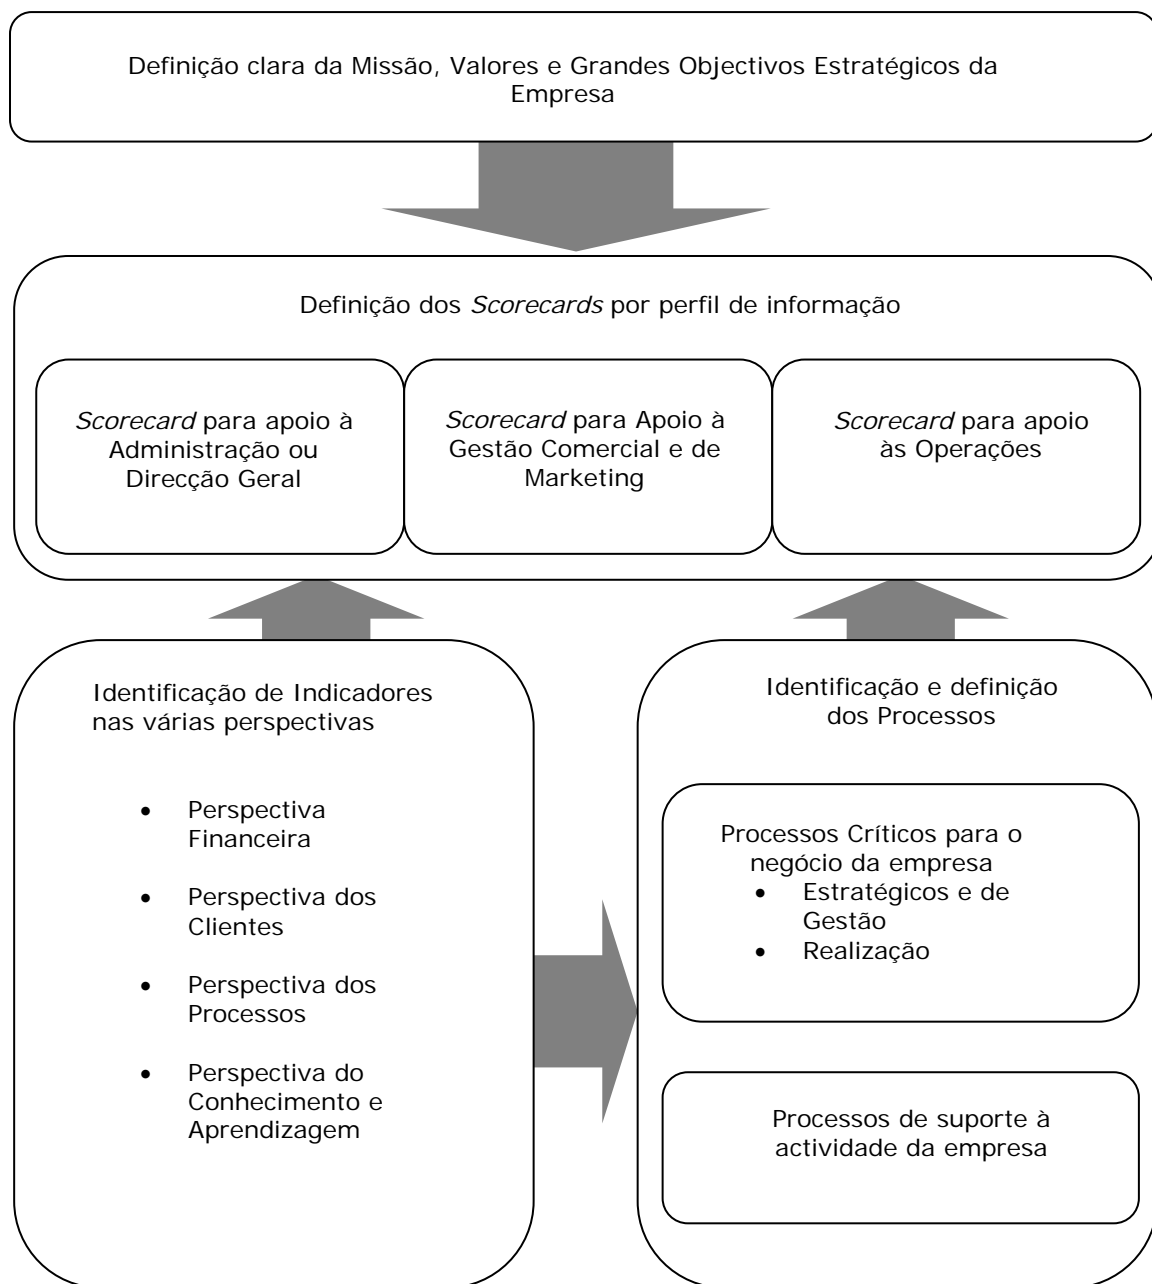 Definição clara da Missão, Valores e Grandes Objectivos Estratégicos da
Empresa
Definição dos Scorecards por perfil de informação
Scorecard para apoio à
Administração ou
Direcção Geral
Scorecard para Apoio à
Gestão Comercial e de
Marketing
Scorecard para apoio
às Operações
Identificação de Indicadores
nas várias perspectivas
• Perspectiva
Financeira
• Perspectiva dos
Clientes
• Perspectiva dos
Processos
• Perspectiva do
Conhecimento e
Aprendizagem
Identificação e definição
dos Processos
Processos Críticos para o
negócio da empresa
• Estratégicos e de
Gestão
• Realização
Processos de suporte à
actividade da empresa